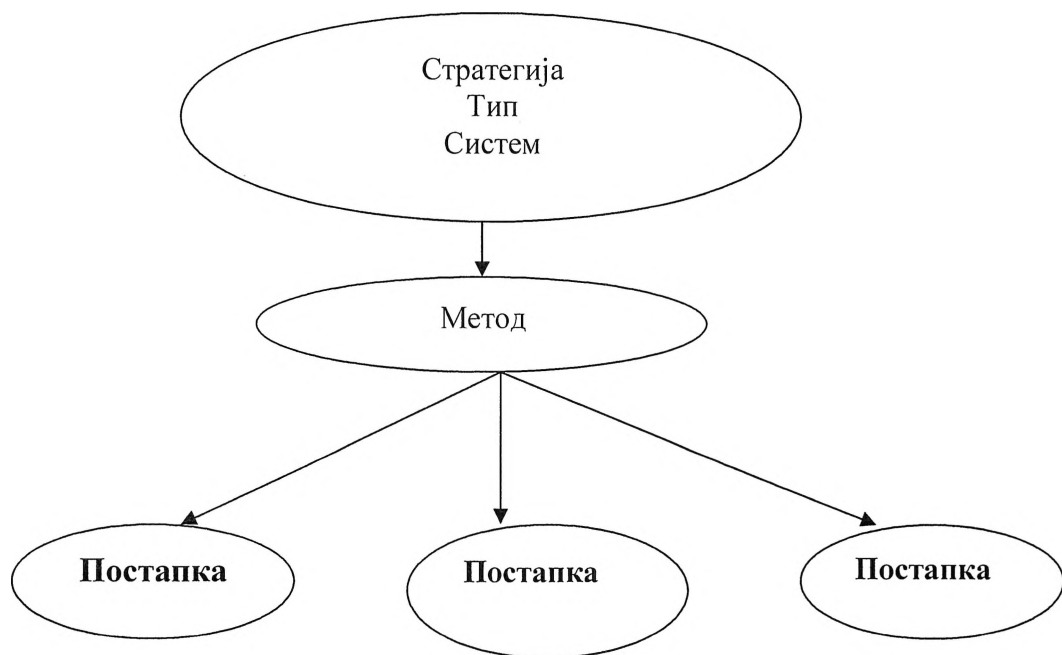 Стратегија
Тип
Систем
Метод
Постапка
Постапка
Постапка